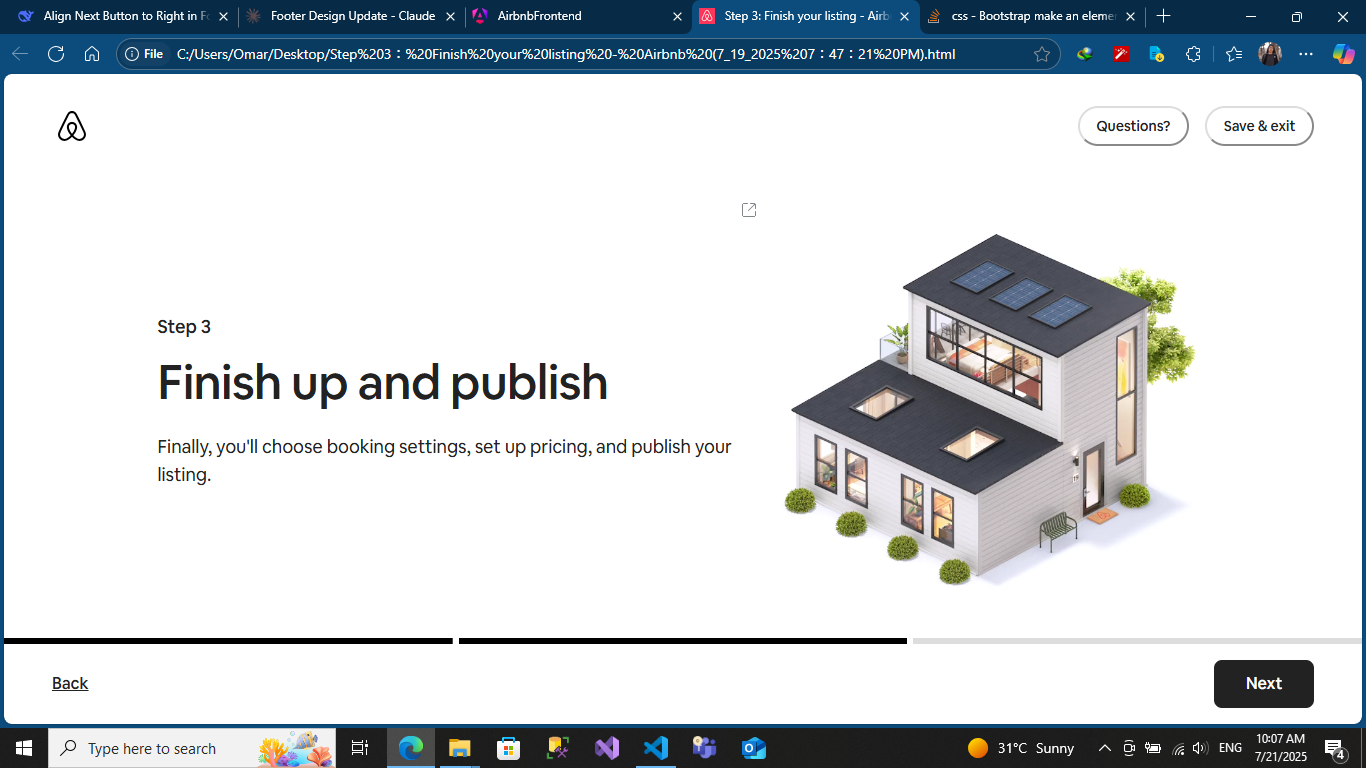 Align Next Button to Right in Fo
Footer Design Update - Claude
AirbnbFrontend
Step 3: Finish your listing - Airb
css - Bootstrap make an elemen
File
C:/Users/Omar/Desktop/Step%203：%20Finish%20your%20listing%20-%20Airbnb%20(7_19_2025%207：47：21%20PM).html
Questions?
Save & exit
Step 3
Finish up and publish
Finally, you'll choose booking settings, set up pricing, and publish your
listing.
Back
Next
Type here to search
31°C Sunny
ENG
10:07 AM
7/21/2025
4